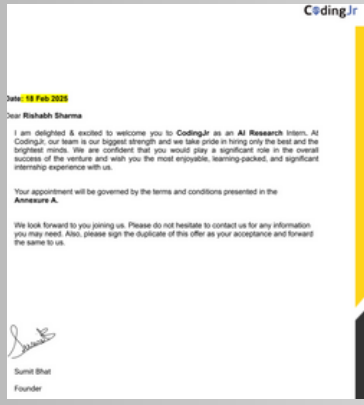 CodingJr
Date: 18 Feb 2025
Dear Rishabh Sharma
I am delighted & excited to welcome you to CodingJr as an AI Research Intern. At
CodingJr, our team is our biggest strength and we take pride in hiring only the best and the
brightest minds. We are confident that you would play a significant role in the overall
success of the venture and wish you the most enjoyable, learning-packed, and significant
internship experience with us.
Your appointment will be governed by the terms and conditions presented in the
Annexure A.
We look forward to you joining us. Please do not hesitate to contact us for any information
you may need. Also, please sign the duplicate of this offer as your acceptance and forward
the same to us.
Sumit Bhat
Founder